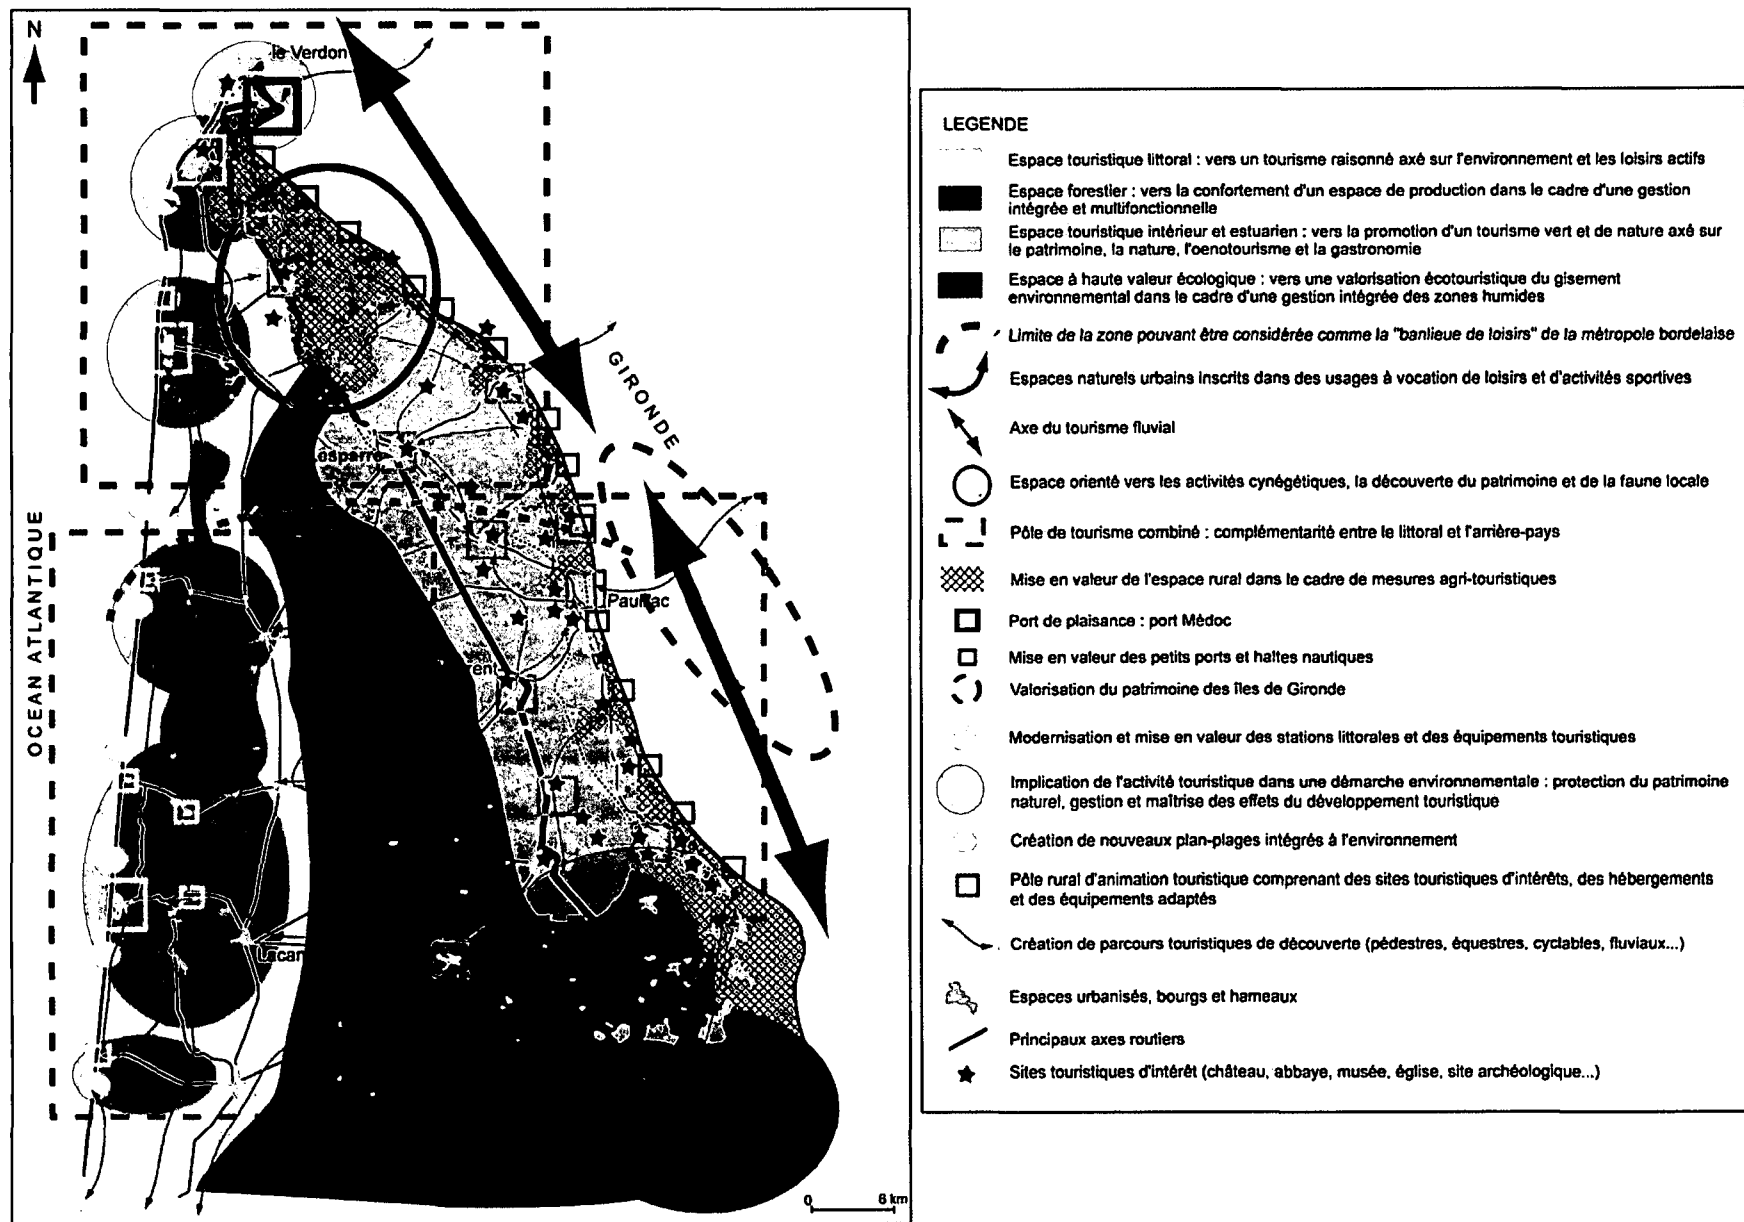 N
le Verdon
GIRONDE
Lesparre
OCEAN ATLANTIQUE
Pauillac
ent
Lacan
0 6 km
LEGENDE
Espace touristique littoral : vers un tourisme raisonné axé sur l'environnement et les loisirs actifs
Espace forestier : vers la confortement d'un espace de production dans le cadre d'une gestion
intégrée et multifonctionnelle
Espace touristique intérieur et estuarien : vers la promotion d'un tourisme vert et de nature axé sur
le patrimoine, la nature, l'oenotourisme et la gastronomie
Espace à haute valeur écologique : vers une valorisation écotouristique du gisement
environnemental dans le cadre d'une gestion intégrée des zones humides
Limite de la zone pouvant être considérée comme la "banlieue de loisirs" de la métropole bordelaise
Espaces naturels urbains inscrits dans des usages à vocation de loisirs et d'activités sportives
Axe du tourisme fluvial
Espace orienté vers les activités cynégétiques, la découverte du patrimoine et de la faune locale
Pôle de tourisme combiné : complémentarité entre le littoral et l'arrière-pays
Mise en valeur de l'espace rural dans le cadre de mesures agri-touristiques
Port de plaisance : port Médoc
Mise en valeur des petits ports et haltes nautiques
Valorisation du patrimoine des îles de Gironde
Modernisation et mise en valeur des stations littorales et des équipements touristiques
Implication de l'activité touristique dans une démarche environnementale : protection du patrimoine
naturel, gestion et maîtrise des effets du développement touristique
Création de nouveaux plan-plages intégrés à l'environnement
Pôle rural d'animation touristique comprenant des sites touristiques d'intérêts, des hébergements
et des équipements adaptés
Création de parcours touristiques de découverte (pédestres, équestres, cyclables, fluviaux...)
Espaces urbanisés, bourgs et hameaux
Principaux axes routiers
Sites touristiques d'intérêt (château, abbaye, musée, église, site archéologique...)